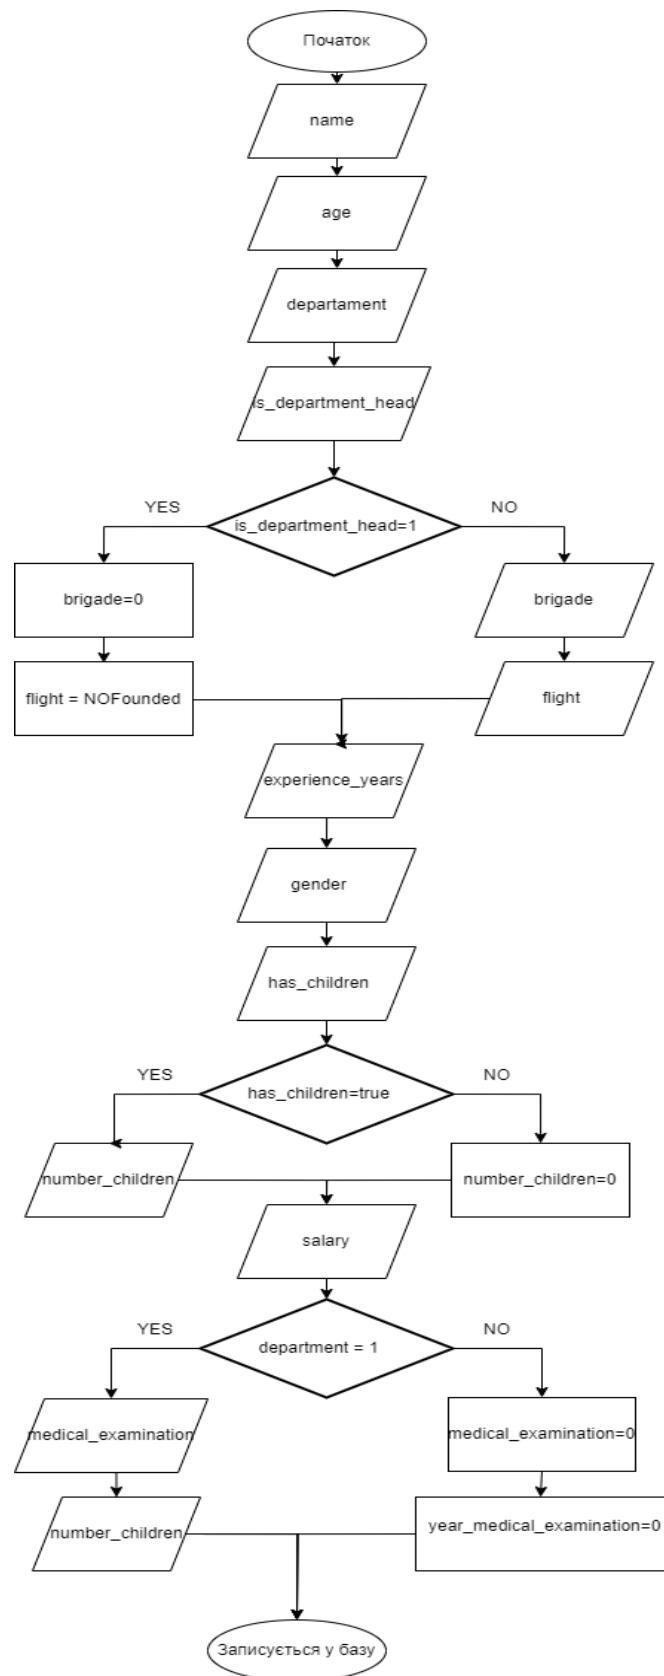 Початок
name
age
departament
is_department_head
is_department_head=1
YES
NO
brigade=0
brigade
flight = NOFounded
flight
experience_years
gender
has_children
has_children=true
YES
NO
number_children
number_children=0
salary
department = 1
YES
NO
medical_examination
medical_examination=0
number_children
year_medical_examination=0
Записується у базу